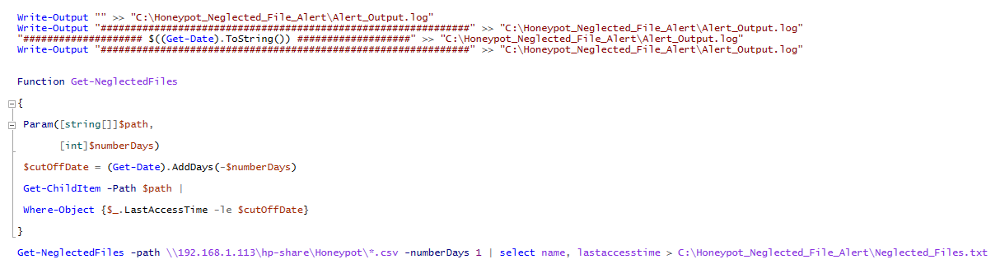 Write-Output "" >> "C:\Honeypot_Neglected_File_Alert\Alert_Output.log"
Write-Output "##############################################################" >> "C:\Honeypot_Neglected_File_Alert\Alert_Output.log"
"#################### $((Get-Date).ToString()) ###################" >> "C:\Honeypot_Neglected_File_Alert\Alert_Output.log"
Write-Output "##############################################################" >> "C:\Honeypot_Neglected_File_Alert\Alert_Output.log"
Function Get-NeglectedFiles
{
Param([string[]]$path,
[int]$numberDays)
$cutOffDate = (Get-Date).AddDays(-$numberDays)
Get-ChildItem -Path $path |
Where-Object {$_.LastAccessTime -le $cutOffDate}
}
Get-NeglectedFiles -path \\192.168.1.113\hp-share\Honeypot\*.csv -numberDays 1 | select name, lastaccesstime > C:\Honeypot_Neglected_File_Alert\Neglected_Files.txt